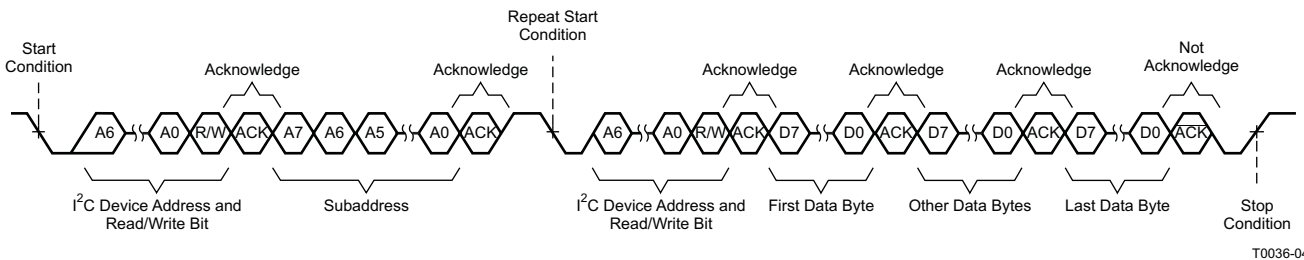 Repeat Start
Condition
Start
Condition
Not
Acknowledge
Acknowledge
Acknowledge
Acknowledge
Acknowledge
Acknowledge
A6 A0 R/W ACK A7 A6 A5 A0 ACK A6 A0 R/W ACK D7 D0 ACK D7 D0 ACK D7 D0 ACK
I²C Device Address and
Read/Write Bit
Subaddress
I²C Device Address and
Read/Write Bit
First Data Byte
Other Data Bytes
Last Data Byte
Stop
Condition
T0036-04